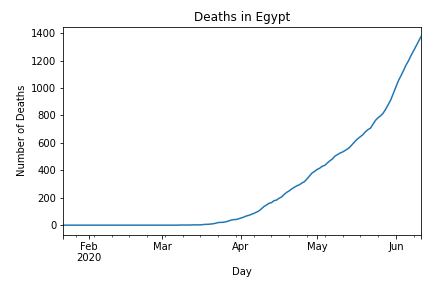 Deaths in Egypt
1400
1200
1000
800
600
400
200
0
Number of Deaths
Feb
2020
Mar
Apr
May
Jun
Day